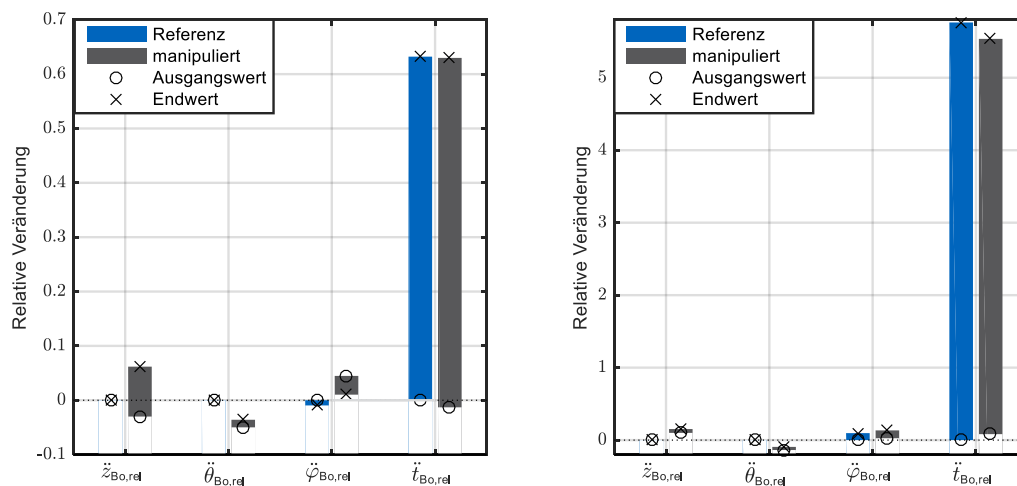 Relative Veränderung
0.7
0.6
0.5
0.4
0.3
0.2
0.1
0
-0.1
Referenz
manipuliert
Ausgangswert
Endwert
z̈Bo,rel
θ̈Bo,rel
φ̈Bo,rel
ẗBo,rel
Relative Veränderung
5
4
3
2
1
0
Referenz
manipuliert
Ausgangswert
Endwert
z̈Bo,rel
θ̈Bo,rel
φ̈Bo,rel
ẗBo,rel